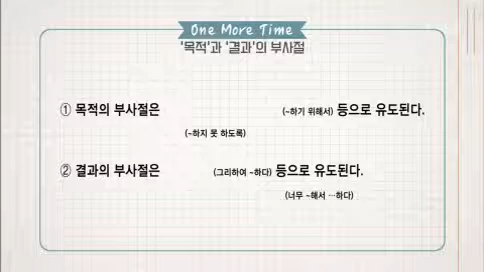 One More Time
'목적'과 '결과'의 부사절
① 목적의 부사절은 (~하기 위해서) 등으로 유도된다.
(~하지 못 하도록)
② 결과의 부사절은 (그리하여 ~하다) 등으로 유도된다.
(너무 ~해서 …하다)